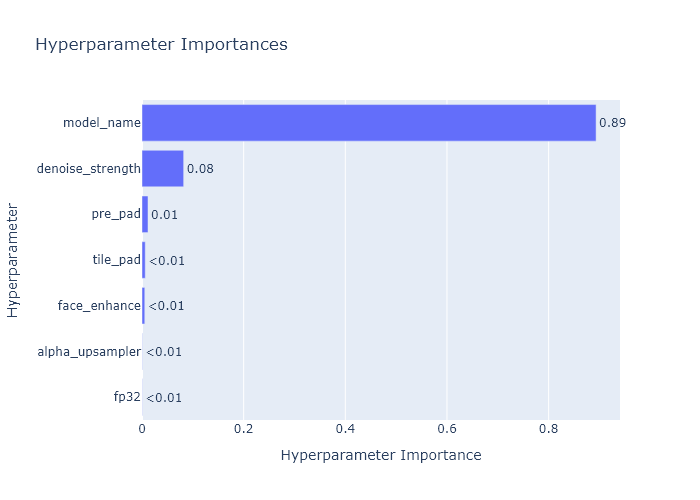 Hyperparameter Importances
model_name 0.89
denoise_strength 0.08
pre_pad 0.01
tile_pad <0.01
face_enhance <0.01
alpha_upsampler <0.01
fp32 <0.01
0 0.2 0.4 0.6 0.8
Hyperparameter Importance
Hyperparameter